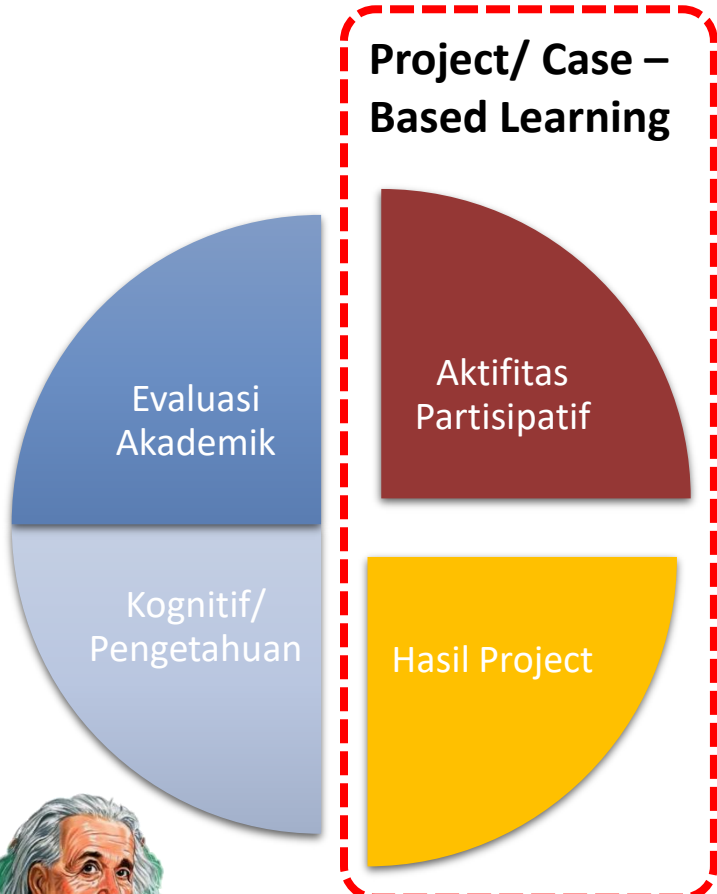 Project/ Case –
Based Learning
Evaluasi
Akademik
Aktifitas
Partisipatif
Kognitif/
Pengetahuan
Hasil Project